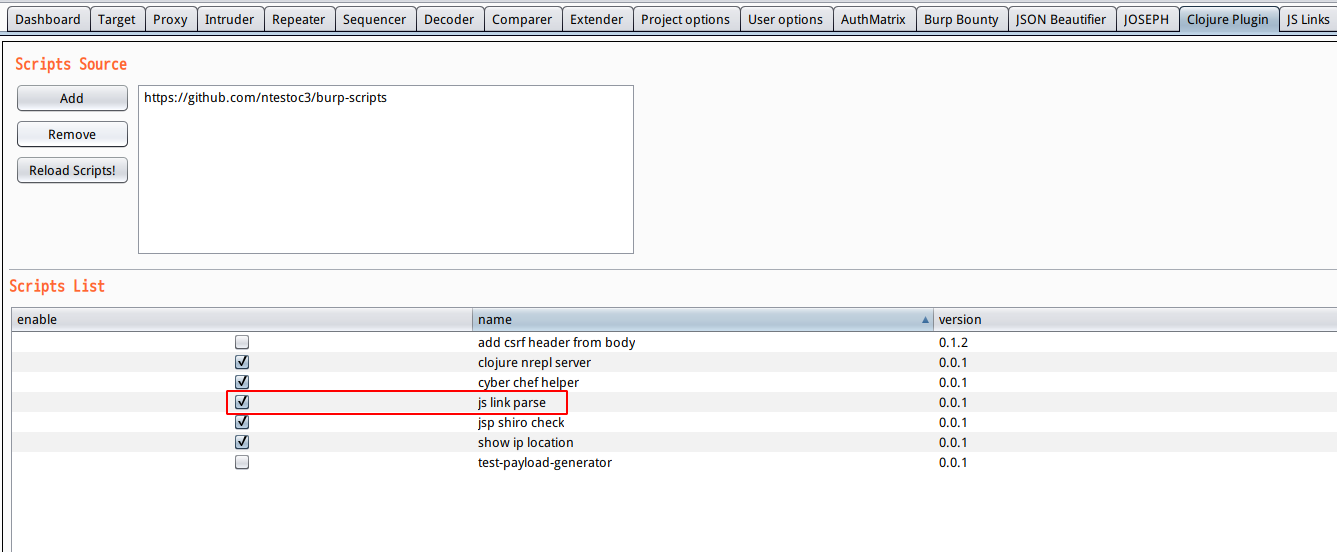 Dashboard Target Proxy Intruder Repeater Sequencer Decoder Comparer Extender Project options User options AuthMatrix Burp Bounty JSON Beautifier JOSEPH Clojure Plugin JS Links
Scripts Source
Add
https://github.com/ntestoc3/burp-scripts
Remove
Reload Scripts!
Scripts List
enable name version
add csrf header from body 0.1.2
clojure nrepl server 0.0.1
cyber chef helper 0.0.1
js link parse 0.0.1
jsp shiro check 0.0.1
show ip location 0.0.1
test-payload-generator 0.0.1